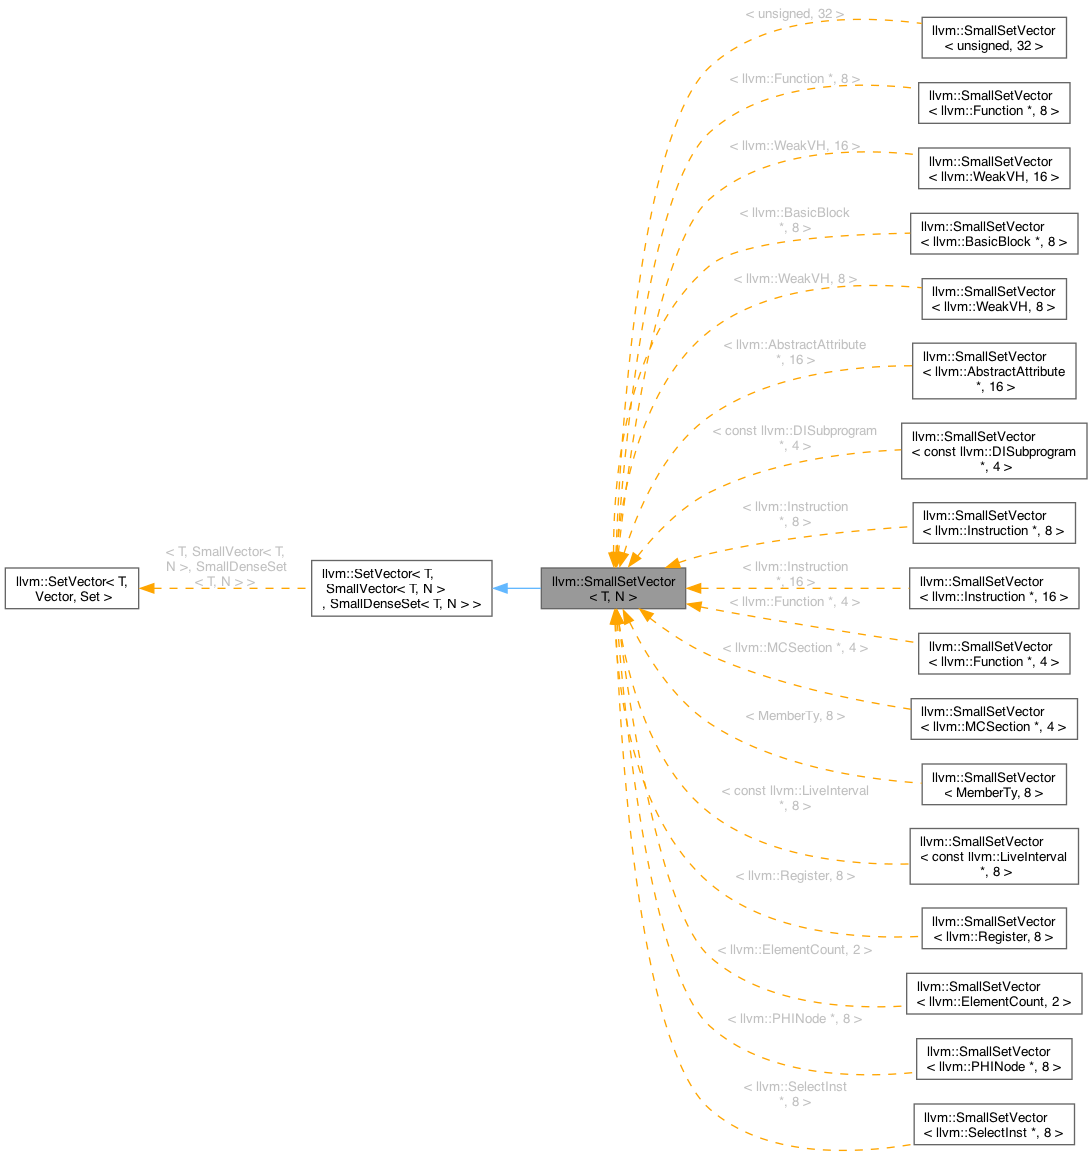 < unsigned, 32 >
llvm::SmallSetVector
< unsigned, 32 >
< llvm::Function *, 8 >
llvm::SmallSetVector
< llvm::Function *, 8 >
< llvm::WeakVH, 16 >
llvm::SmallSetVector
< llvm::WeakVH, 16 >
< llvm::BasicBlock
*, 8 >
llvm::SmallSetVector
< llvm::BasicBlock *, 8 >
< llvm::WeakVH, 8 >
llvm::SmallSetVector
< llvm::WeakVH, 8 >
< llvm::AbstractAttribute
*, 16 >
llvm::SmallSetVector
< llvm::AbstractAttribute
*, 16 >
< const llvm::DISubprogram
*, 4 >
llvm::SmallSetVector
< const llvm::DISubprogram
*, 4 >
< llvm::Instruction
*, 8 >
llvm::SmallSetVector
< llvm::Instruction *, 8 >
llvm::SetVector< T,
Vector, Set >
< T, SmallVector< T,
N >, SmallDenseSet
< T, N > >
llvm::SetVector< T,
SmallVector< T, N >
, SmallDenseSet< T, N > >
llvm::SmallSetVector
< T, N >
< llvm::Instruction
*, 16 >
llvm::SmallSetVector
< llvm::Instruction *, 16 >
< llvm::Function *, 4 >
llvm::SmallSetVector
< llvm::Function *, 4 >
< llvm::MCSection *, 4 >
llvm::SmallSetVector
< llvm::MCSection *, 4 >
< MemberTy, 8 >
llvm::SmallSetVector
< MemberTy, 8 >
< const llvm::LiveInterval
*, 8 >
llvm::SmallSetVector
< const llvm::LiveInterval
*, 8 >
< llvm::Register, 8 >
llvm::SmallSetVector
< llvm::Register, 8 >
< llvm::ElementCount, 2 >
llvm::SmallSetVector
< llvm::ElementCount, 2 >
< llvm::PHINode *, 8 >
llvm::SmallSetVector
< llvm::PHINode *, 8 >
< llvm::SelectInst
*, 8 >
llvm::SmallSetVector
< llvm::SelectInst *, 8 >